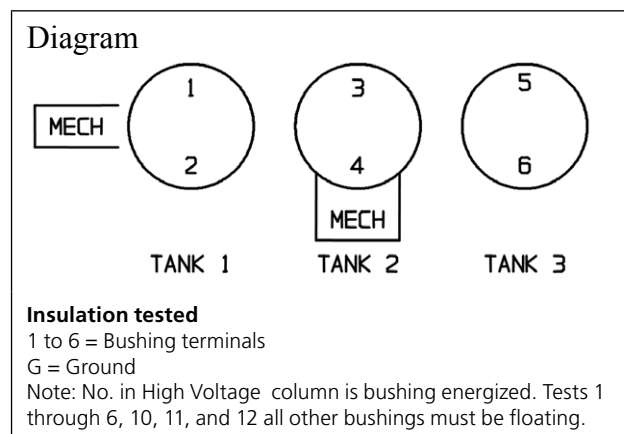 Diagram
1 3 5
MECH
2 4 6
MECH
TANK 1 TANK 2 TANK 3
Insulation tested
1 to 6 = Bushing terminals
G = Ground
Note: No. in High Voltage column is bushing energized. Tests 1
through 6, 10, 11, and 12 all other bushings must be floating.